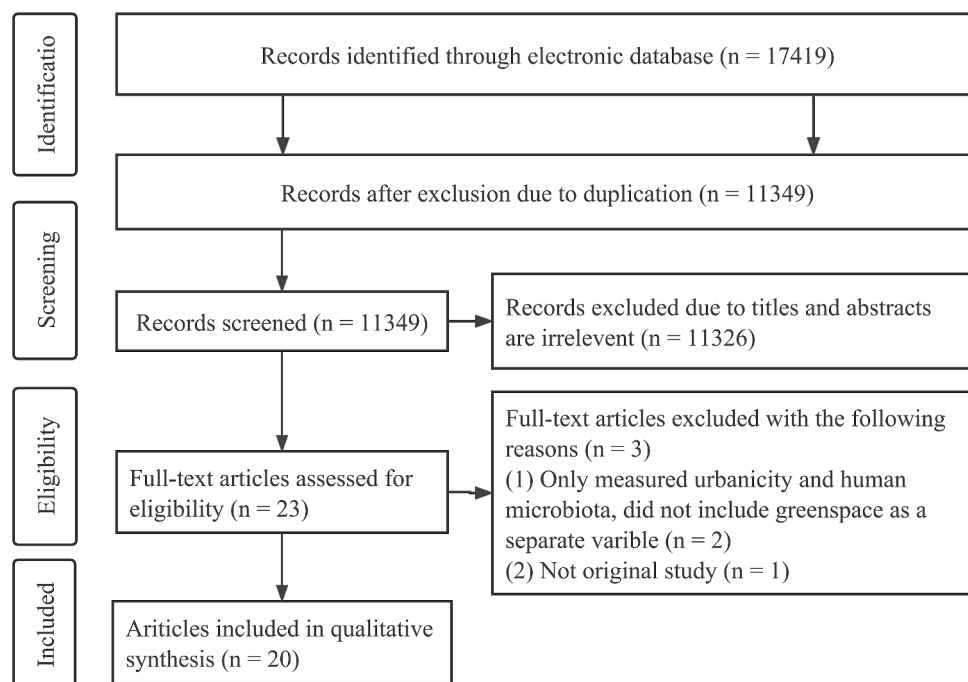 Identificatio
Records identified through electronic database (n = 17419)
Records after exclusion due to duplication (n = 11349)
Screening
Records screened (n = 11349)
Records excluded due to titles and abstracts
are irrelevent (n = 11326)
Eligibility
Full-text articles assessed for
eligibility (n = 23)
Full-text articles excluded with the following
reasons (n = 3)
(1) Only measured urbanicity and human
microbiota, did not include greenspace as a
separate varible (n = 2)
(2) Not original study (n = 1)
Included
Ariticles included in qualitative
synthesis (n = 20)